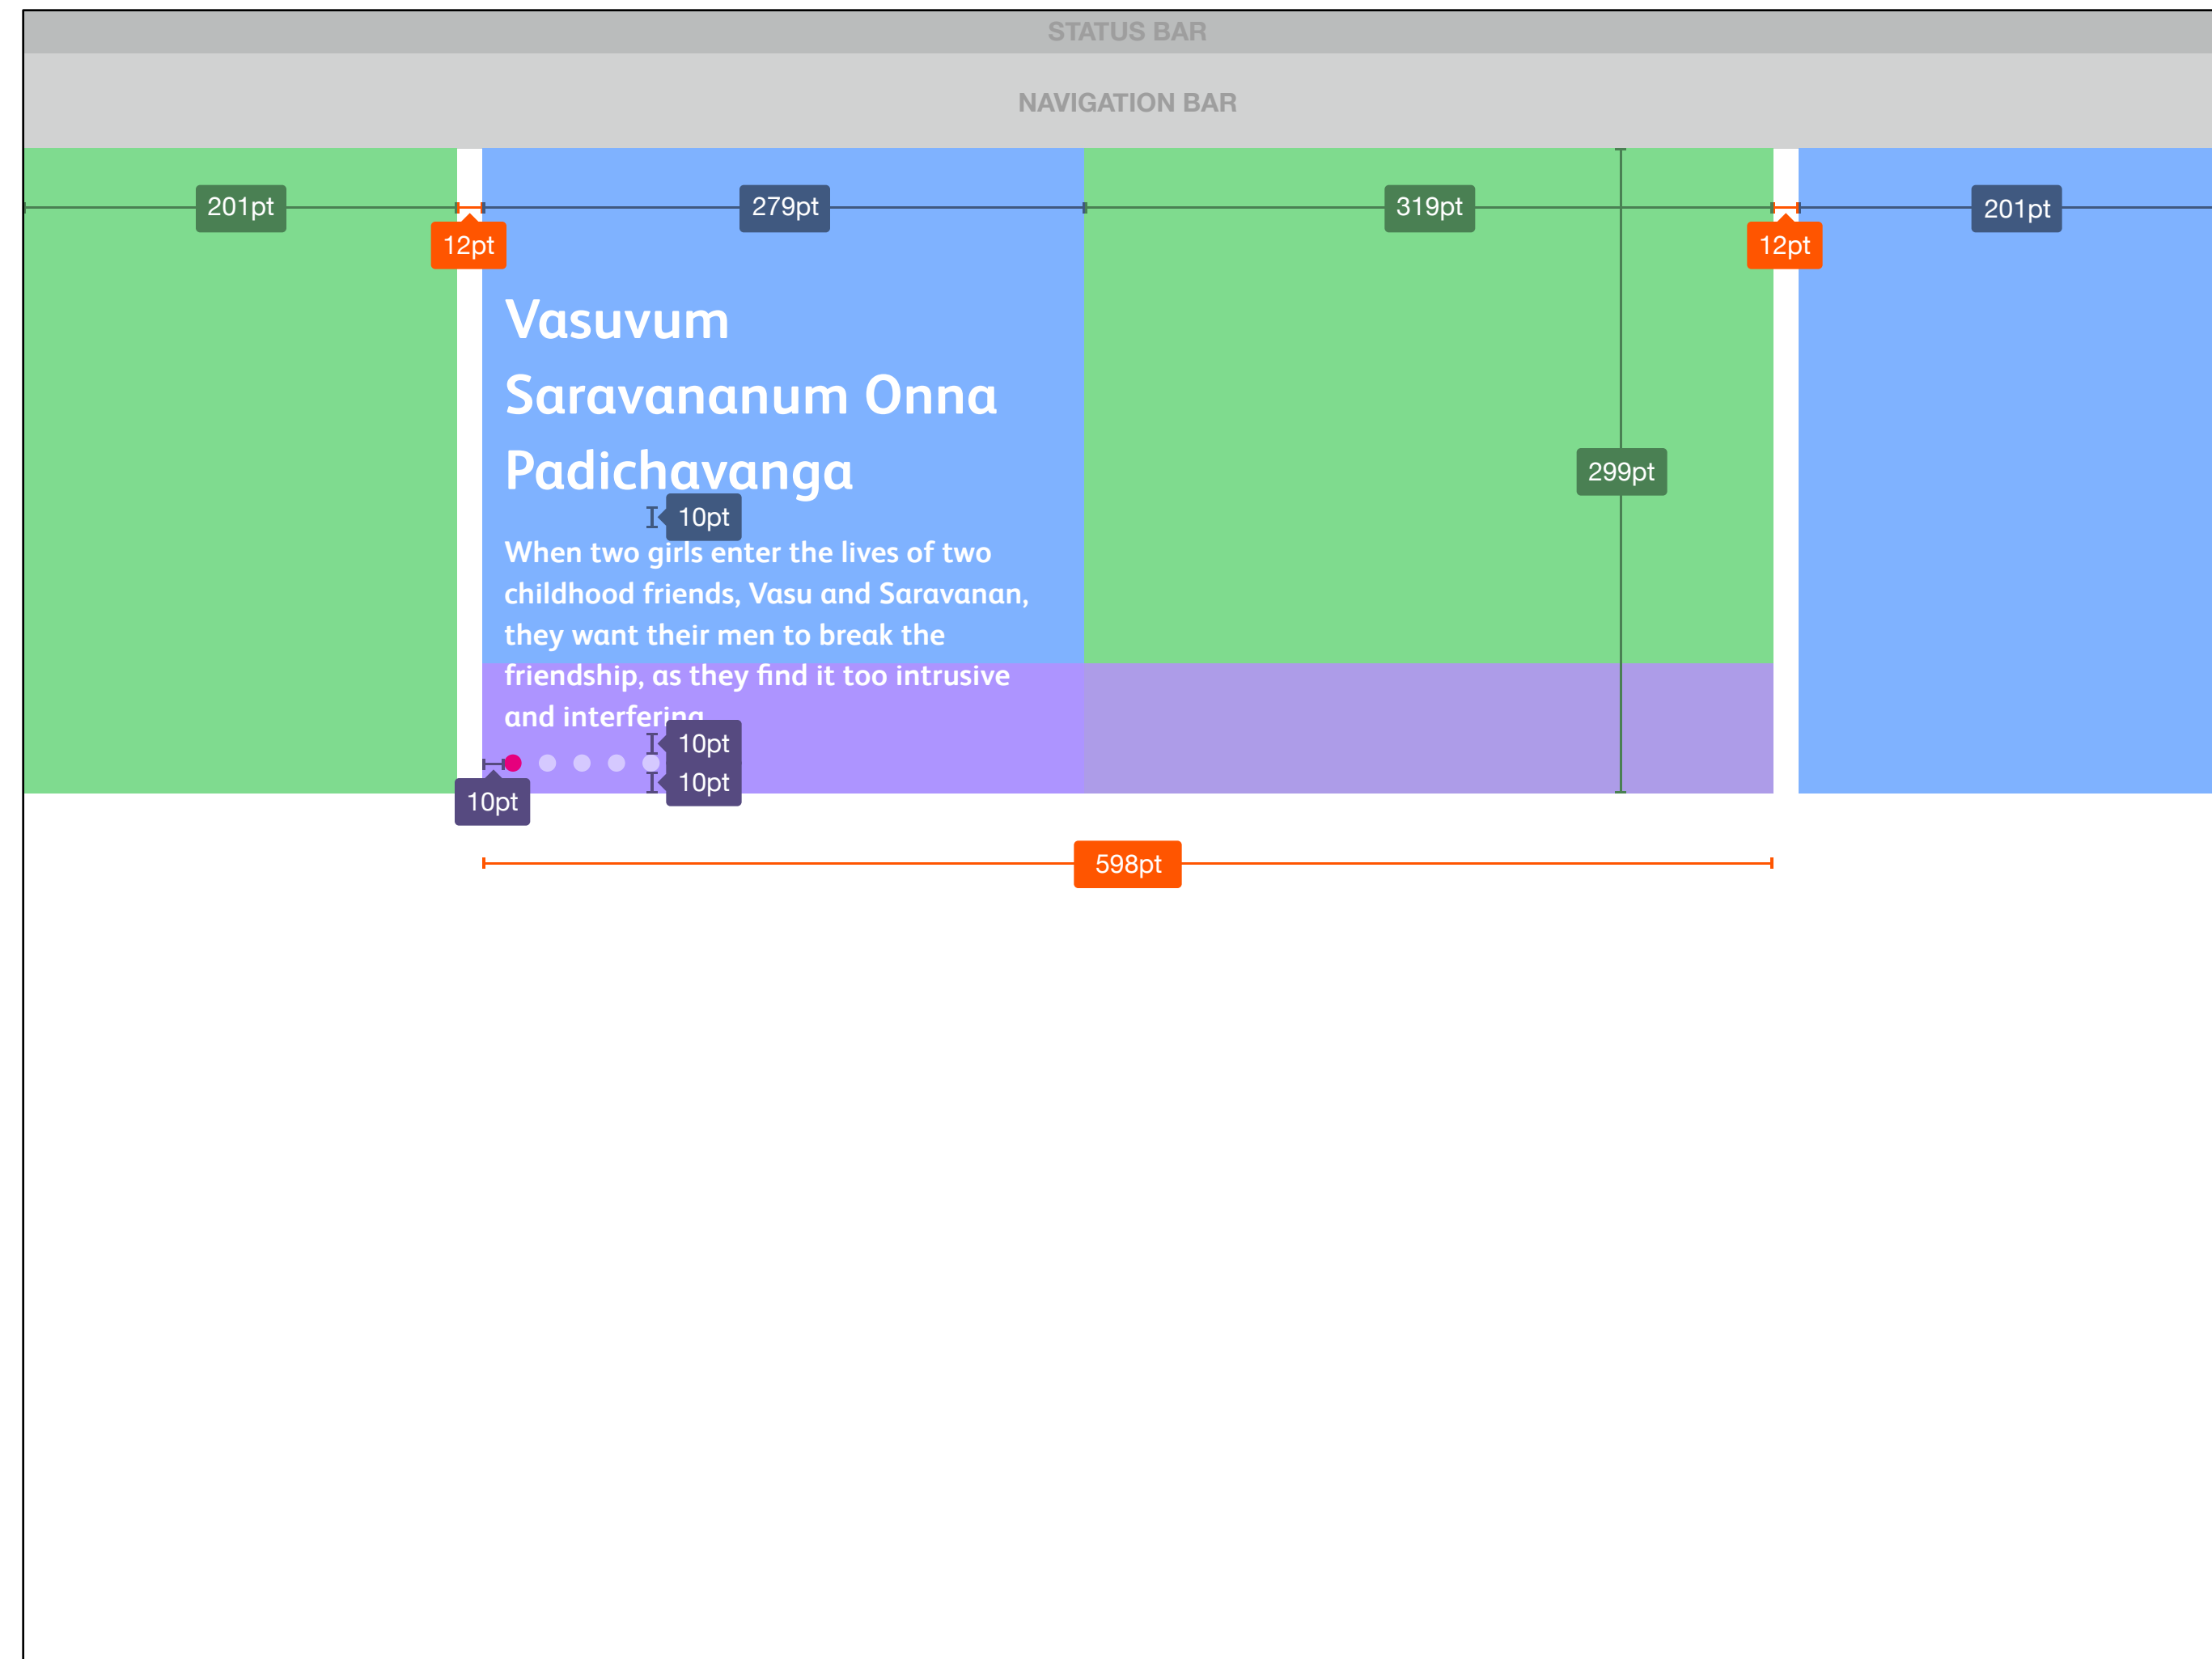 STATUS BAR
NAVIGATION BAR
201pt
279pt
319pt
201pt
12pt
12pt
Vasuvum
Saravananum Onna
Padichavanga
299pt
10pt
When two girls enter the lives of two
childhood friends, Vasu and Saravanan,
they want their men to break the
friendship, as they find it too intrusive
and interfering
10pt
10pt
10pt
598pt